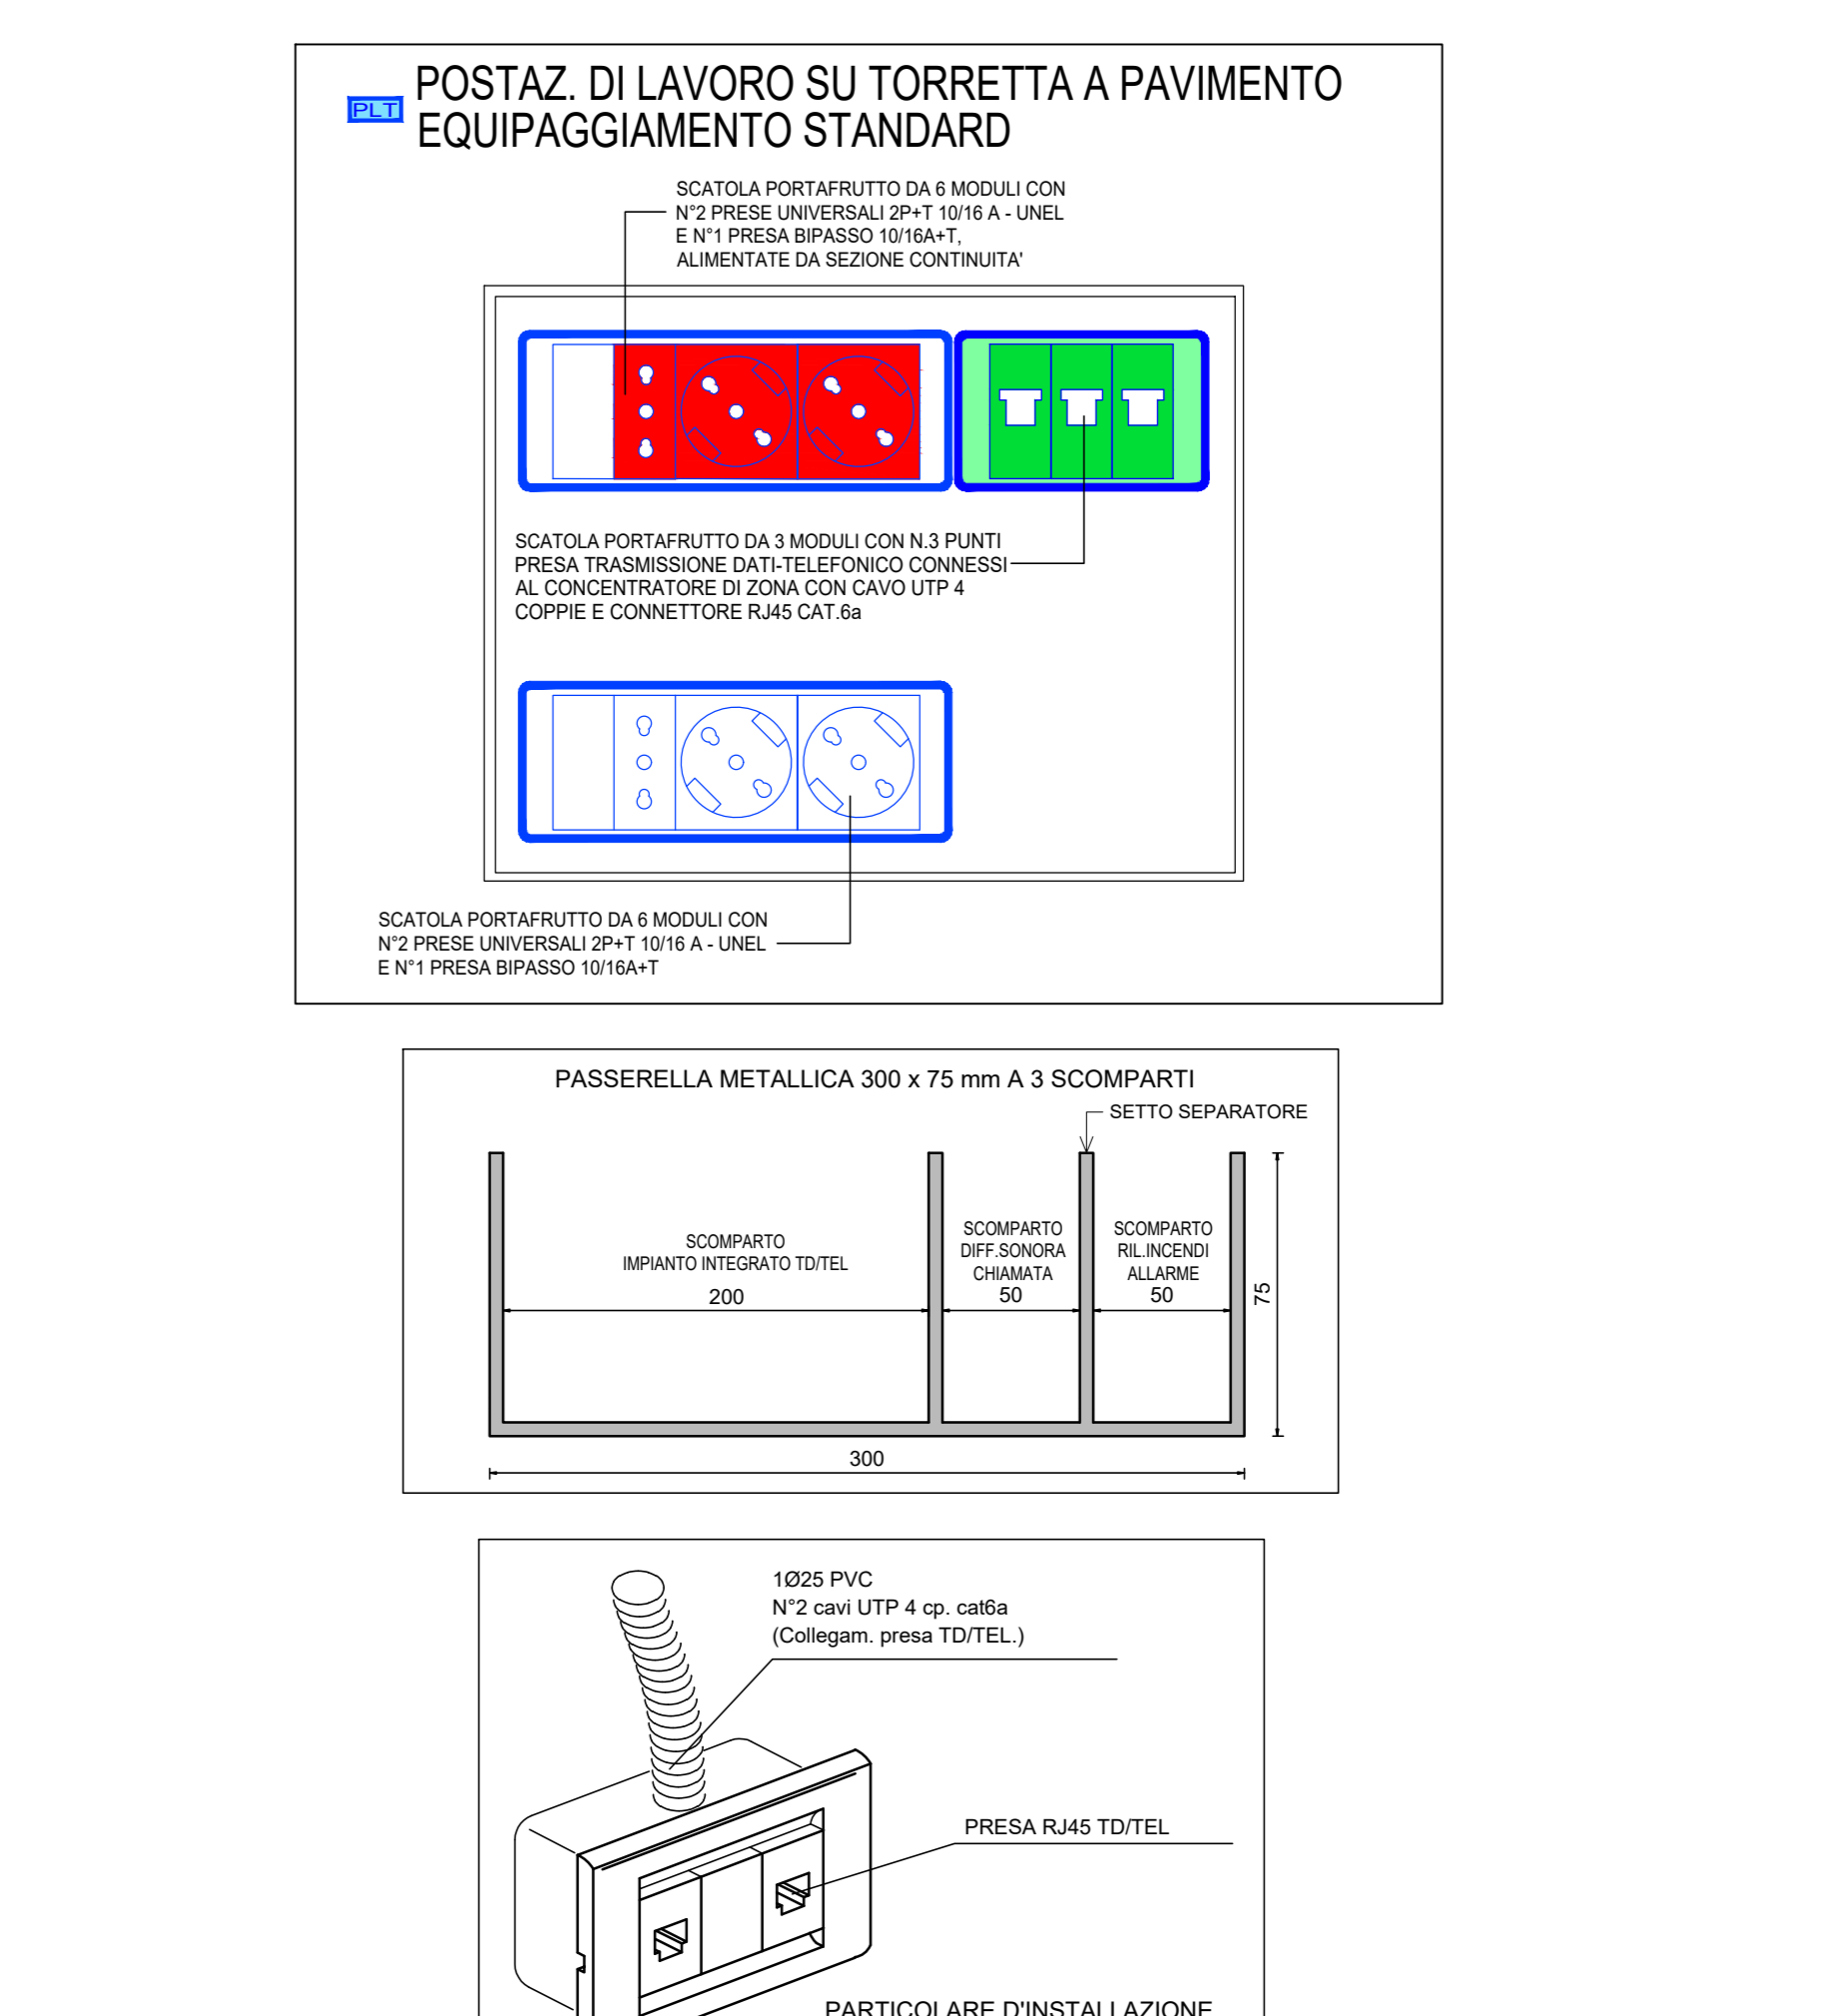 PLT
POSTAZ. DI LAVORO SU TORRETTA A PAVIMENTO
EQUIPAGGIAMENTO STANDARD
SCATOLA PORTAFRUTTO DA 6 MODULI CON
N°2 PRESE UNIVERSALI 2P+T 10/16 A - UNEL
E N°1 PRESA BIPASSO 10/16A+T,
ALIMENTATE DA SEZIONE CONTINUITA'
SCATOLA PORTAFRUTTO DA 3 MODULI CON N.3 PUNTI
PRESA TRASMISSIONE DATI-TELEFONICO CONNESSI
AL CONCENTRATORE DI ZONA CON CAVO UTP 4
COPPIE E CONNETTORE RJ45 CAT.6a
SCATOLA PORTAFRUTTO DA 6 MODULI CON
N°2 PRESE UNIVERSALI 2P+T 10/16 A - UNEL
E N°1 PRESA BIPASSO 10/16A+T
PASSERELLA METALLICA 300 x 75 mm A 3 SCOMPARTI
SETTO SEPARATORE
SCOMPARTO
IMPIANTO INTEGRATO TD/TEL
200
SCOMPARTO
DIFF.SONORA
CHIAMATA
50
SCOMPARTO
RIL.INCENDI
ALLARME
50
75
300
1Ø25 PVC
N°2 cavi UTP 4 cp. cat6a
(Collegam. presa TD/TEL.)
PRESA RJ45 TD/TEL
PARTICOLARE D'INSTALLAZIONE